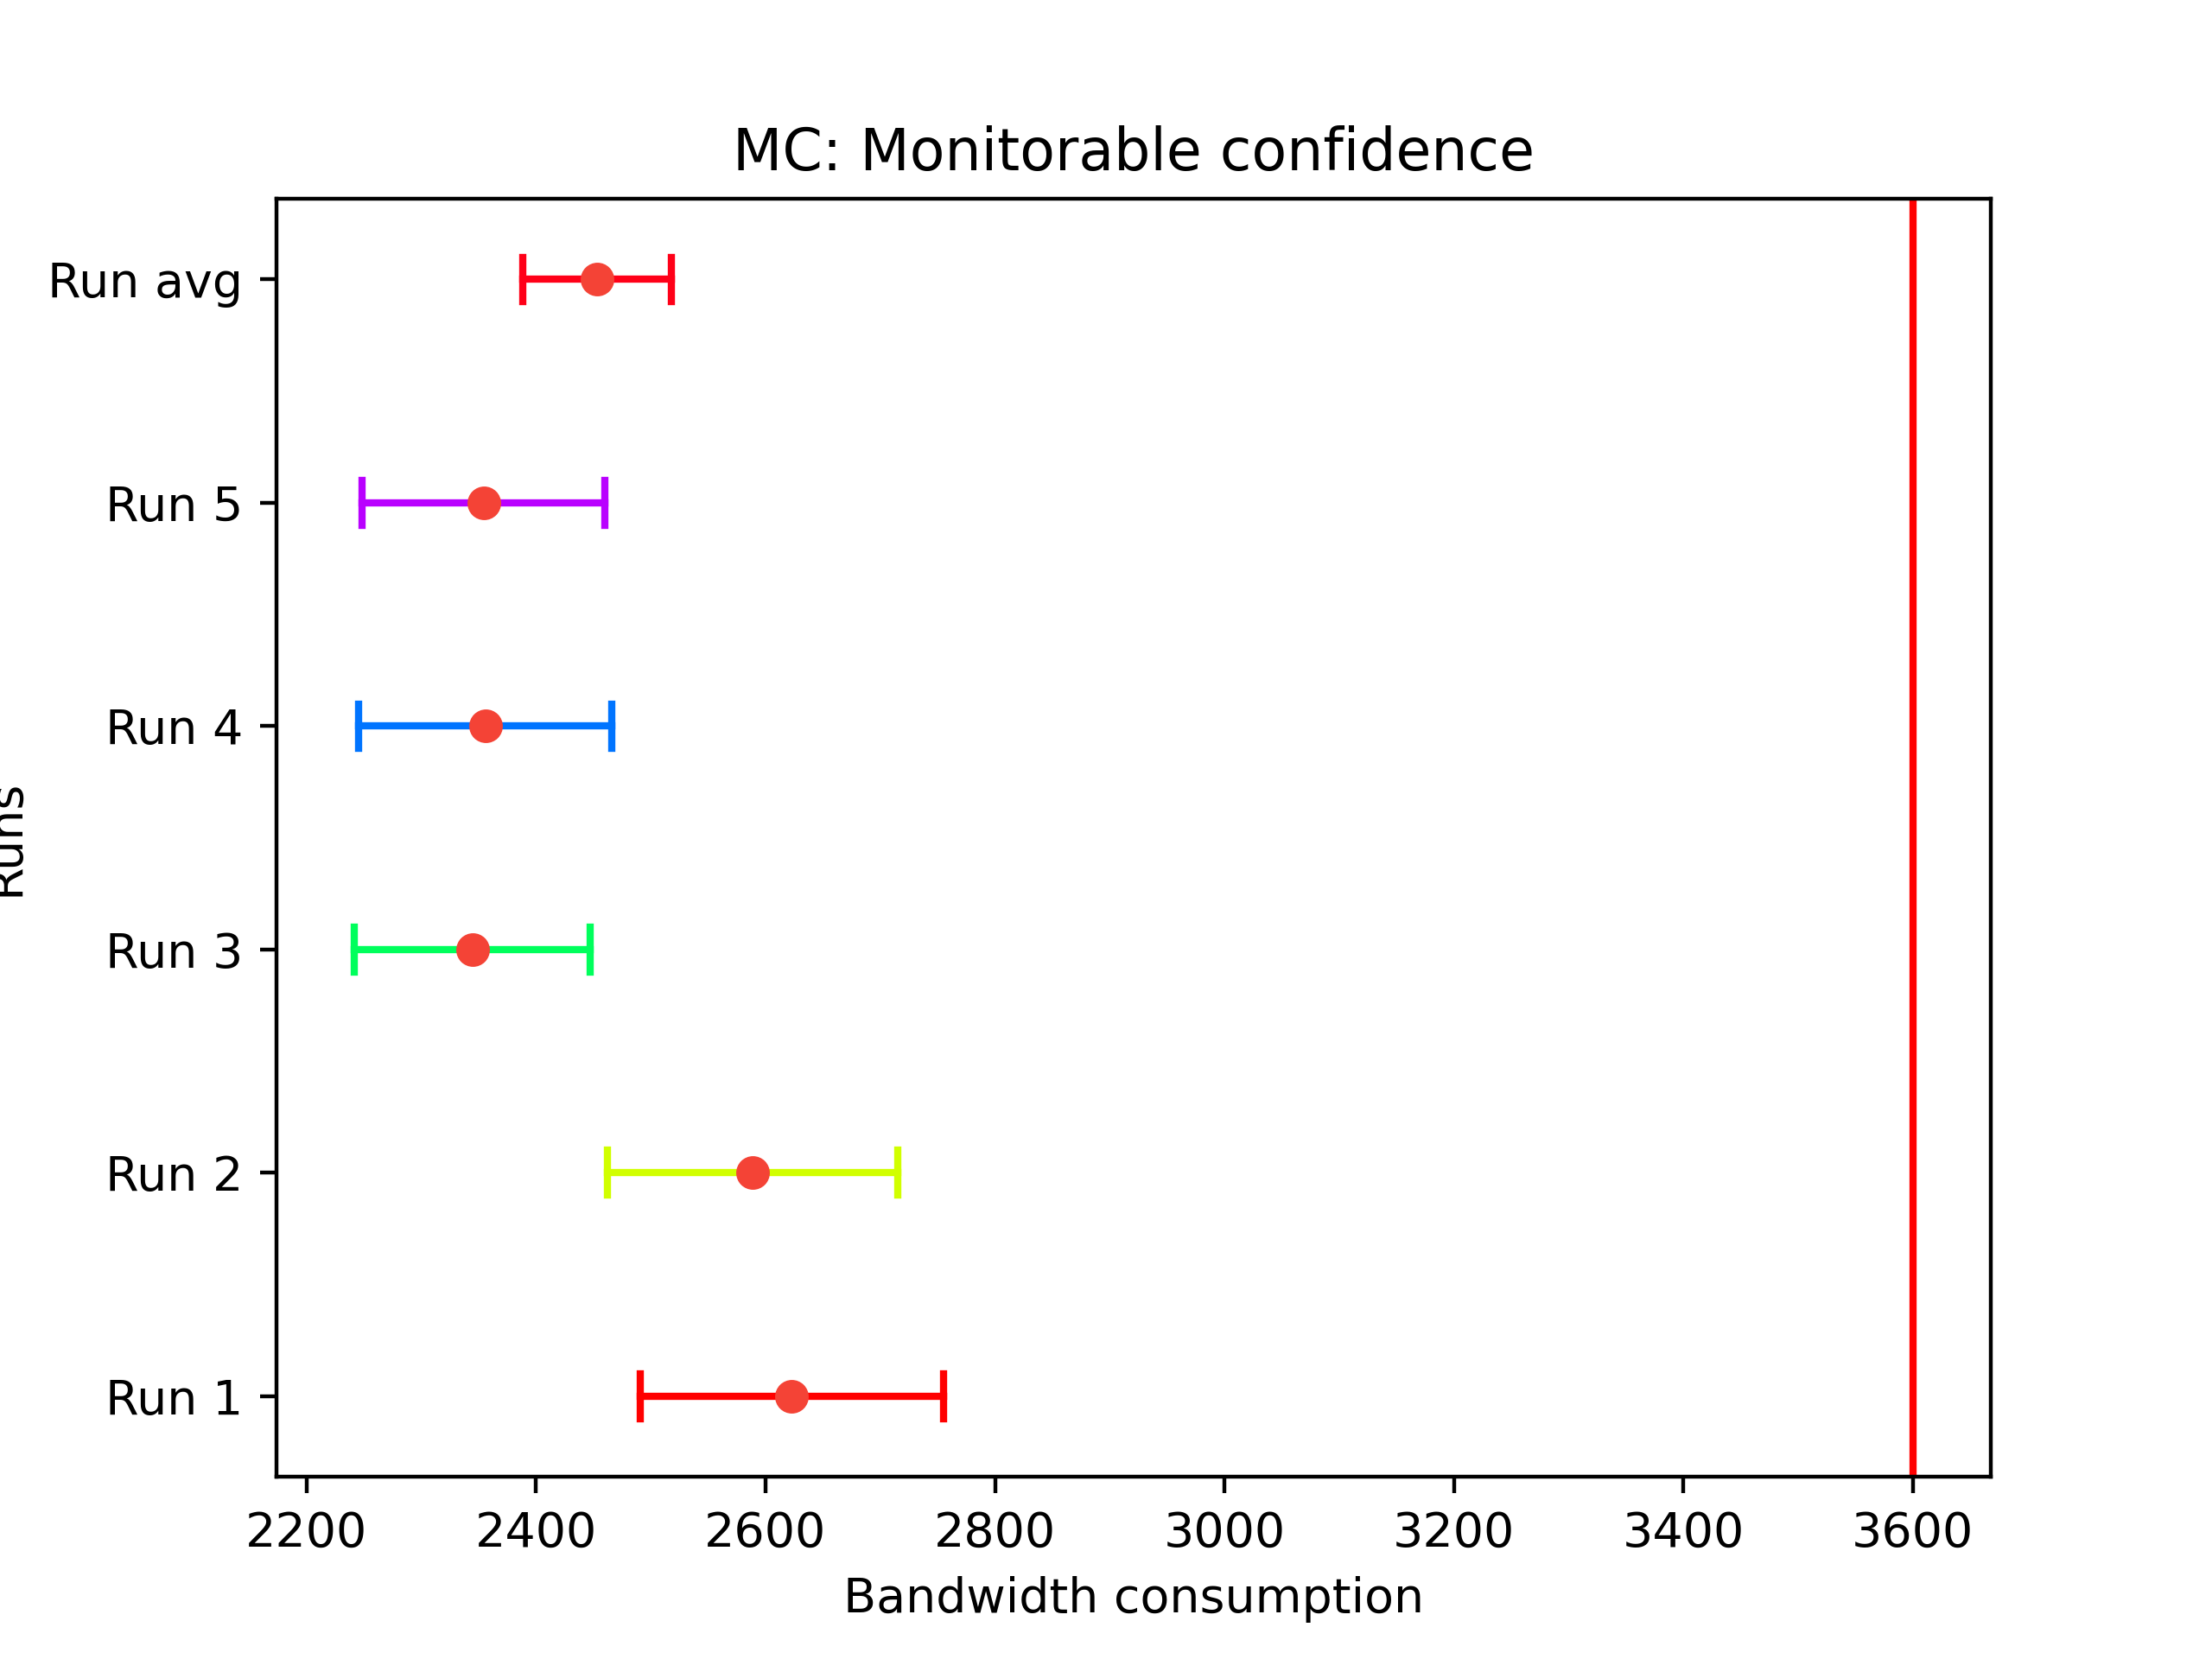 MC: Monitorable confidence
Run avg
Run 5
Run 4
Runs
Run 3
Run 2
Run 1
2200 2400 2600 2800 3000 3200 3400 3600
Bandwidth consumption